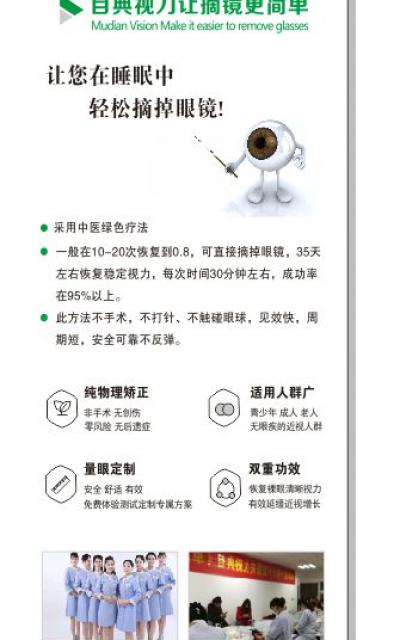 目典视力让摘镜更简单
Mudian Vision Make it easier to remove glasses
让您在睡眠中
轻松摘掉眼镜!
采用中医绿色疗法
一般在10-20次恢复到0.8，可直接摘掉眼镜，35天
左右恢复稳定视力，每次时间30分钟左右，成功率
在95%以上。
此方法不手术，不打针、不触碰眼球，见效快，周
期短，安全可靠不反弹。
纯物理矫正
非手术 无创伤
零风险 无后遗症
适用人群广
青少年 成人 老人
无眼疾的近视人群
量眼定制
安全 舒适 有效
免费体验测试定制专属方案
双重功效
恢复裸眼清晰视力
有效延缓近视增长